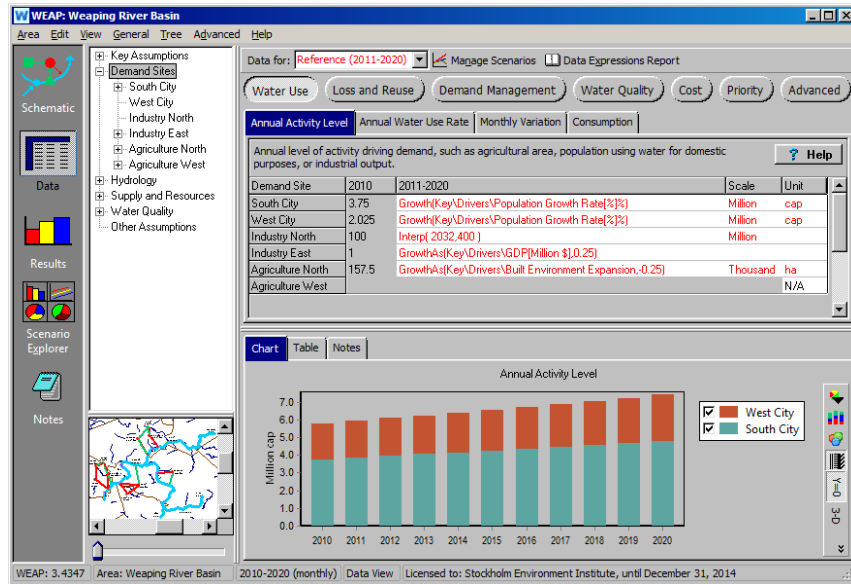 WEAP: Weaping River Basin
Area Edit View General Tree Advanced Help
Schematic
Data
Results
Scenario
Explorer
Notes
Key Assumptions
Demand Sites
South City
West City
Industry North
Industry East
Agriculture North
Agriculture West
Hydrology
Supply and Resources
Water Quality
Other Assumptions
Data for: Reference (2011-2020) Manage Scenarios Data Expressions Report
Water Use Loss and Reuse Demand Management Water Quality Cost Priority Advanced
Annual Activity Level Annual Water Use Rate Monthly Variation Consumption
Annual level of activity driving demand, such as agricultural area, population using water for domestic
purposes, or industrial output.
? Help
Demand Site 2010 2011-2020 Scale Unit
South City 3.75 Growth(Key\Drivers\Population Growth Rate[%]%) Million cap
West City 2.025 Growth(Key\Drivers\Population Growth Rate[%]%) Million cap
Industry North 100 Interp( 2032,400 ) Million
Industry East 1 GrowthAs(Key\Drivers\GDP[Million $],0.25)
Agriculture North 157.5 GrowthAs(Key\Drivers\Built Environment Expansion,-0.25) Thousand ha
Agriculture West N/A
Chart Table Notes
Annual Activity Level
Million cap
7.0
6.0
5.0
4.0
3.0
2.0
1.0
0.0
2010 2011 2012 2013 2014 2015 2016 2017 2018 2019 2020
West City
South City
Y=0
3-D
WEAP: 3.4347 Area: Weaping River Basin 2010-2020 (monthly) Data View Licensed to: Stockholm Environment Institute, until December 31, 2014